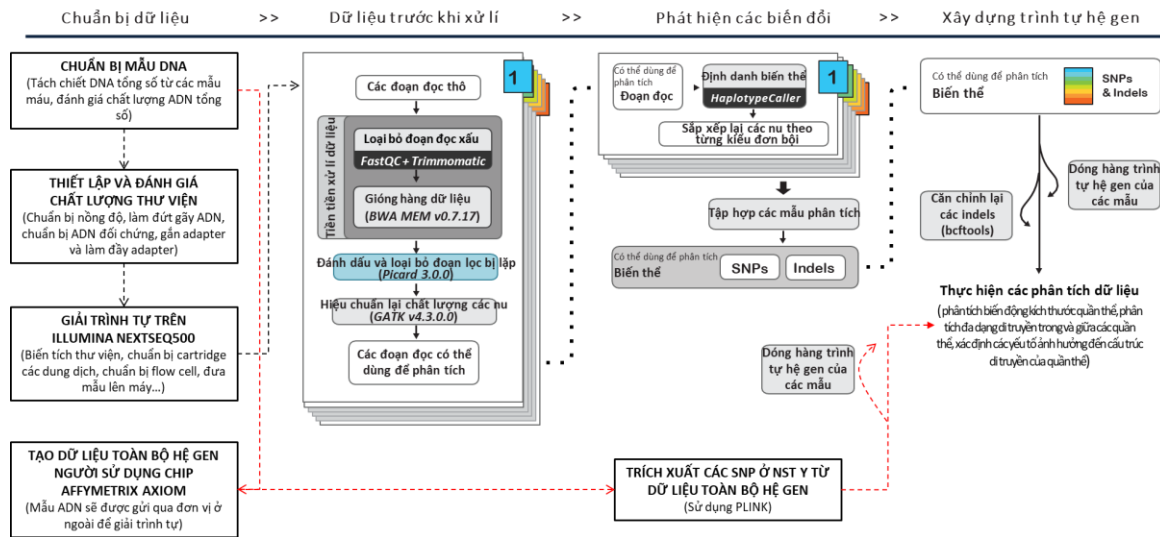 Chuẩn bị dữ liệu >> Dữ liệu trước khi xử lí >> Phát hiện các biến đổi >> Xây dựng trình tự hệ gen
CHUẨN BỊ MẪU DNA
(Tách chiết DNA tổng số từ các mẫu
máu, đánh giá chất lượng ADN tổng
số)
THIẾT LẬP VÀ ĐÁNH GIÁ
CHẤT LƯỢNG THƯ VIỆN
(Chuẩn bị nồng độ, làm đứt gãy ADN,
chuẩn bị ADN đối chứng, gắn adapter
và làm đầy adapter)
GIẢI TRÌNH TỰ TRÊN
ILLUMINA NEXTSEQ500
(Biến tích thư viện, chuẩn bị cartridge
các dung dịch, chuẩn bị flow cell, đưa
mẫu lên máy...)
TẠO DỮ LIỆU TOÀN BỘ HỆ GEN
NGƯỜI SỬ DỤNG CHIP
AFFYMETRIX AXIOM
(Mẫu ADN sẽ được gửi qua đơn vị ở
ngoài để giải trình tự)
1
Các đoạn đọc thô
Tiền tiền xử lí dữ liệu
Loại bỏ đoạn đọc xấu
FastQC + Trimmomatic
Gióng hàng dữ liệu
(BWA MEM v0.7.17)
Đánh dấu và loại bỏ đoạn lọc bị lặp
(Picard 3.0.0)
Hiệu chuẩn lại chất lượng các nu
(GATK v4.3.0.0)
Các đoạn đọc có thể
dùng để phân tích
1
Có thể dùng để
phân tích
Đoạn đọc
Định danh biến thể
HaplotypeCaller
Sắp xếp lại các nu theo
từng kiểu đơn bội
Tập hợp các mẫu phân tích
Có thể dùng để phân tích
Biến thể
SNPs
Indels
TRÍCH XUẤT CÁC SNP Ở NST Y TỪ
DỮ LIỆU TOÀN BỘ HỆ GEN
(Sử dụng PLINK)
Dóng hàng trình
tự hệ gen của
các mẫu
Có thể dùng để phân tích
Biến thể
SNPs
& Indels
Dóng hàng trình
tự hệ gen của
các mẫu
Căn chỉnh lại
các indels
(bcftools)
Thực hiện các phân tích dữ liệu
(phân tích biến động kích thước quần thể, phân
tích đa dạng di truyền trong và giữa các quần
thể, xác định các yếu tố ảnh hưởng đến cấu trúc
di truyền của quần thể)